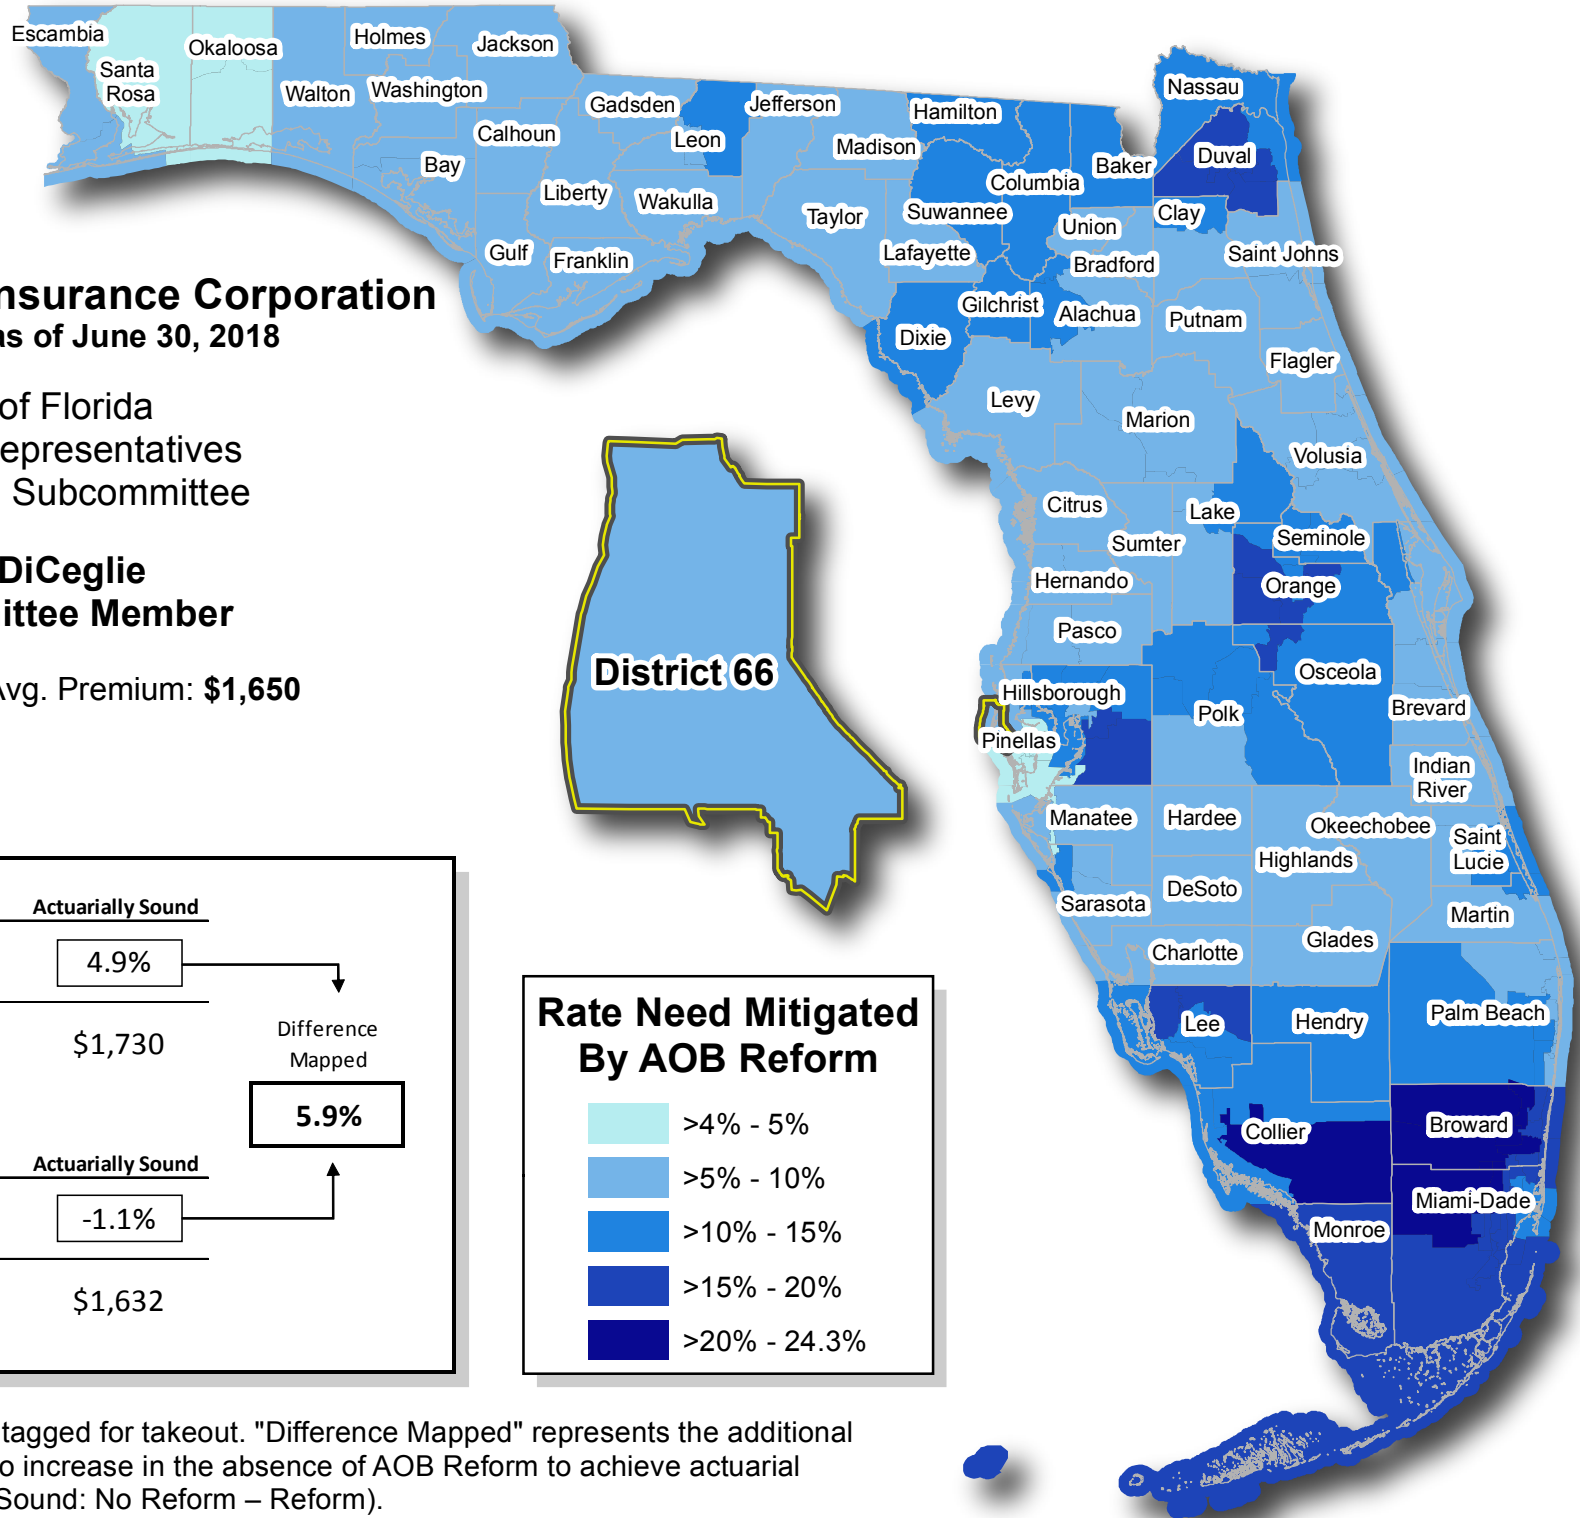 Escambia
Santa
Rosa
Okaloosa
Holmes
Jackson
Walton
Washington
Calhoun
Bay
Gadsden
Leon
Jefferson
Madison
Liberty
Wakulla
Gulf
Franklin
Taylor
Hamilton
Suwannee
Lafayette
Columbia
Baker
Nassau
Duval
Clay
Union
Bradford
Saint Johns
Gilchrist
Alachua
Putnam
Dixie
Flagler
Levy
Marion
Volusia
Citrus
Lake
Sumter
Seminole
Hernando
Orange
Pasco
Osceola
Hillsborough
Polk
Brevard
Pinellas
Indian
River
Manatee
Hardee
Okeechobee
Saint
Lucie
Highlands
DeSoto
Sarasota
Martin
Charlotte
Glades
Lee
Hendry
Palm Beach
Collier
Broward
Miami-Dade
Monroe
nsurance Corporation
as of June 30, 2018
of Florida
epresentatives
Subcommittee
DiCeglie
ittee Member
Avg. Premium: $1,650
District 66
Actuarially Sound
4.9%
$1,730
Difference
Mapped
5.9%
Actuarially Sound
-1.1%
$1,632
Rate Need Mitigated
By AOB Reform
>4% - 5%
>5% - 10%
>10% - 15%
>15% - 20%
>20% - 24.3%
tagged for takeout. "Difference Mapped" represents the additional
o increase in the absence of AOB Reform to achieve actuarial
Sound: No Reform – Reform).